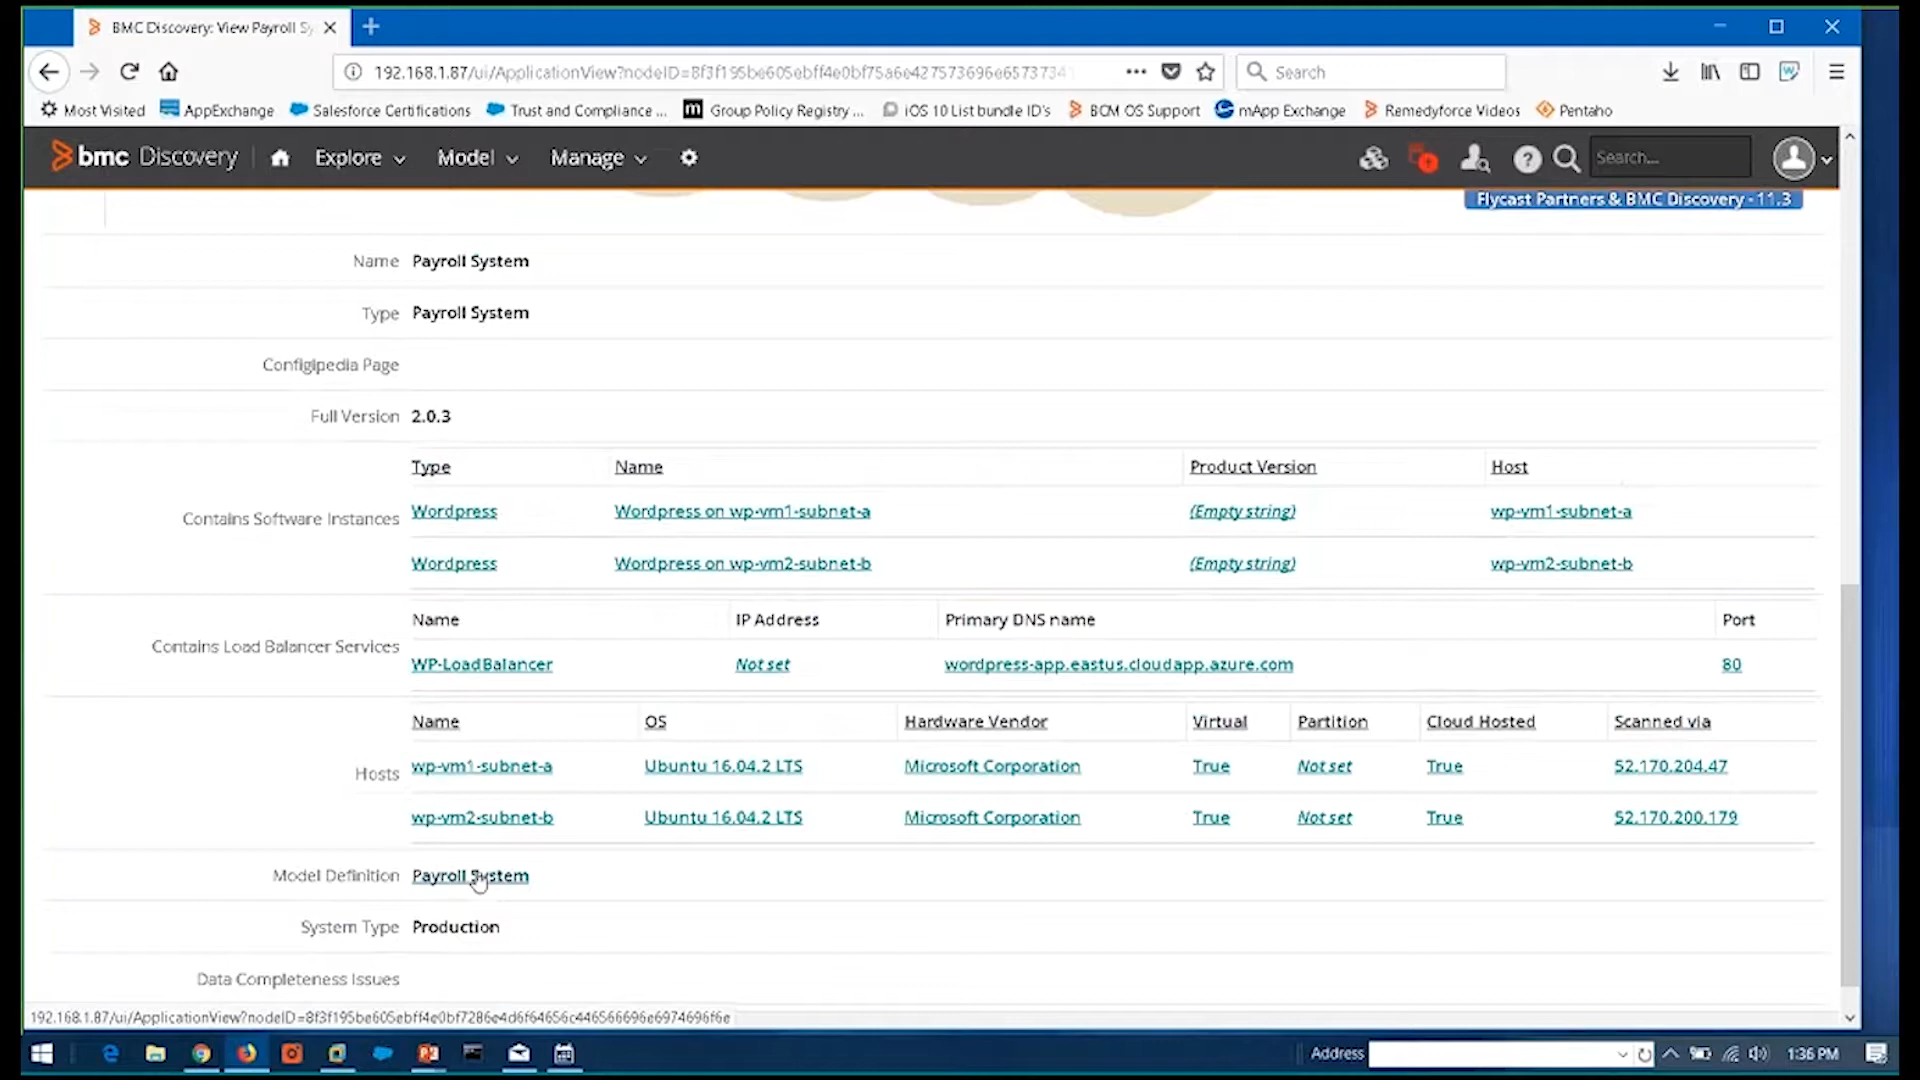 BMC Discovery: View Payroll Sy
192.168.1.87/ui/ApplicationView?nodeID=8f3f195be605ebff4e0bf75a6e427573696e65737341
Search
Most Visited AppExchange Salesforce Certifications Trust and Compliance ... Group Policy Registry ... iOS 10 List bundle ID's BCM OS Support mApp Exchange Remedyforce Videos Pentaho
bmc Discovery Explore Model Manage Search...
Flycast Partners & BMC Discovery - 11.3
Name Payroll System
Type Payroll System
Configipedia Page
Full Version 2.0.3
Type Name Product Version Host
Contains Software Instances
Wordpress Wordpress on wp-vm1-subnet-a (Empty string) wp-vm1-subnet-a
Wordpress Wordpress on wp-vm2-subnet-b (Empty string) wp-vm2-subnet-b
Name IP Address Primary DNS name Port
Contains Load Balancer Services
WP-LoadBalancer Not set wordpress-app.eastus.cloudapp.azure.com 80
Name OS Hardware Vendor Virtual Partition Cloud Hosted Scanned via
Hosts
wp-vm1-subnet-a Ubuntu 16.04.2 LTS Microsoft Corporation True Not set True 52.170.204.47
wp-vm2-subnet-b Ubuntu 16.04.2 LTS Microsoft Corporation True Not set True 52.170.200.179
Model Definition Payroll System
System Type Production
Data Completeness Issues
192.168.1.87/ui/ApplicationView?nodeID=8f3f195be605ebff4e0bf7286e4d6f64656c446566696e6974696f6e
Address 1:36 PM